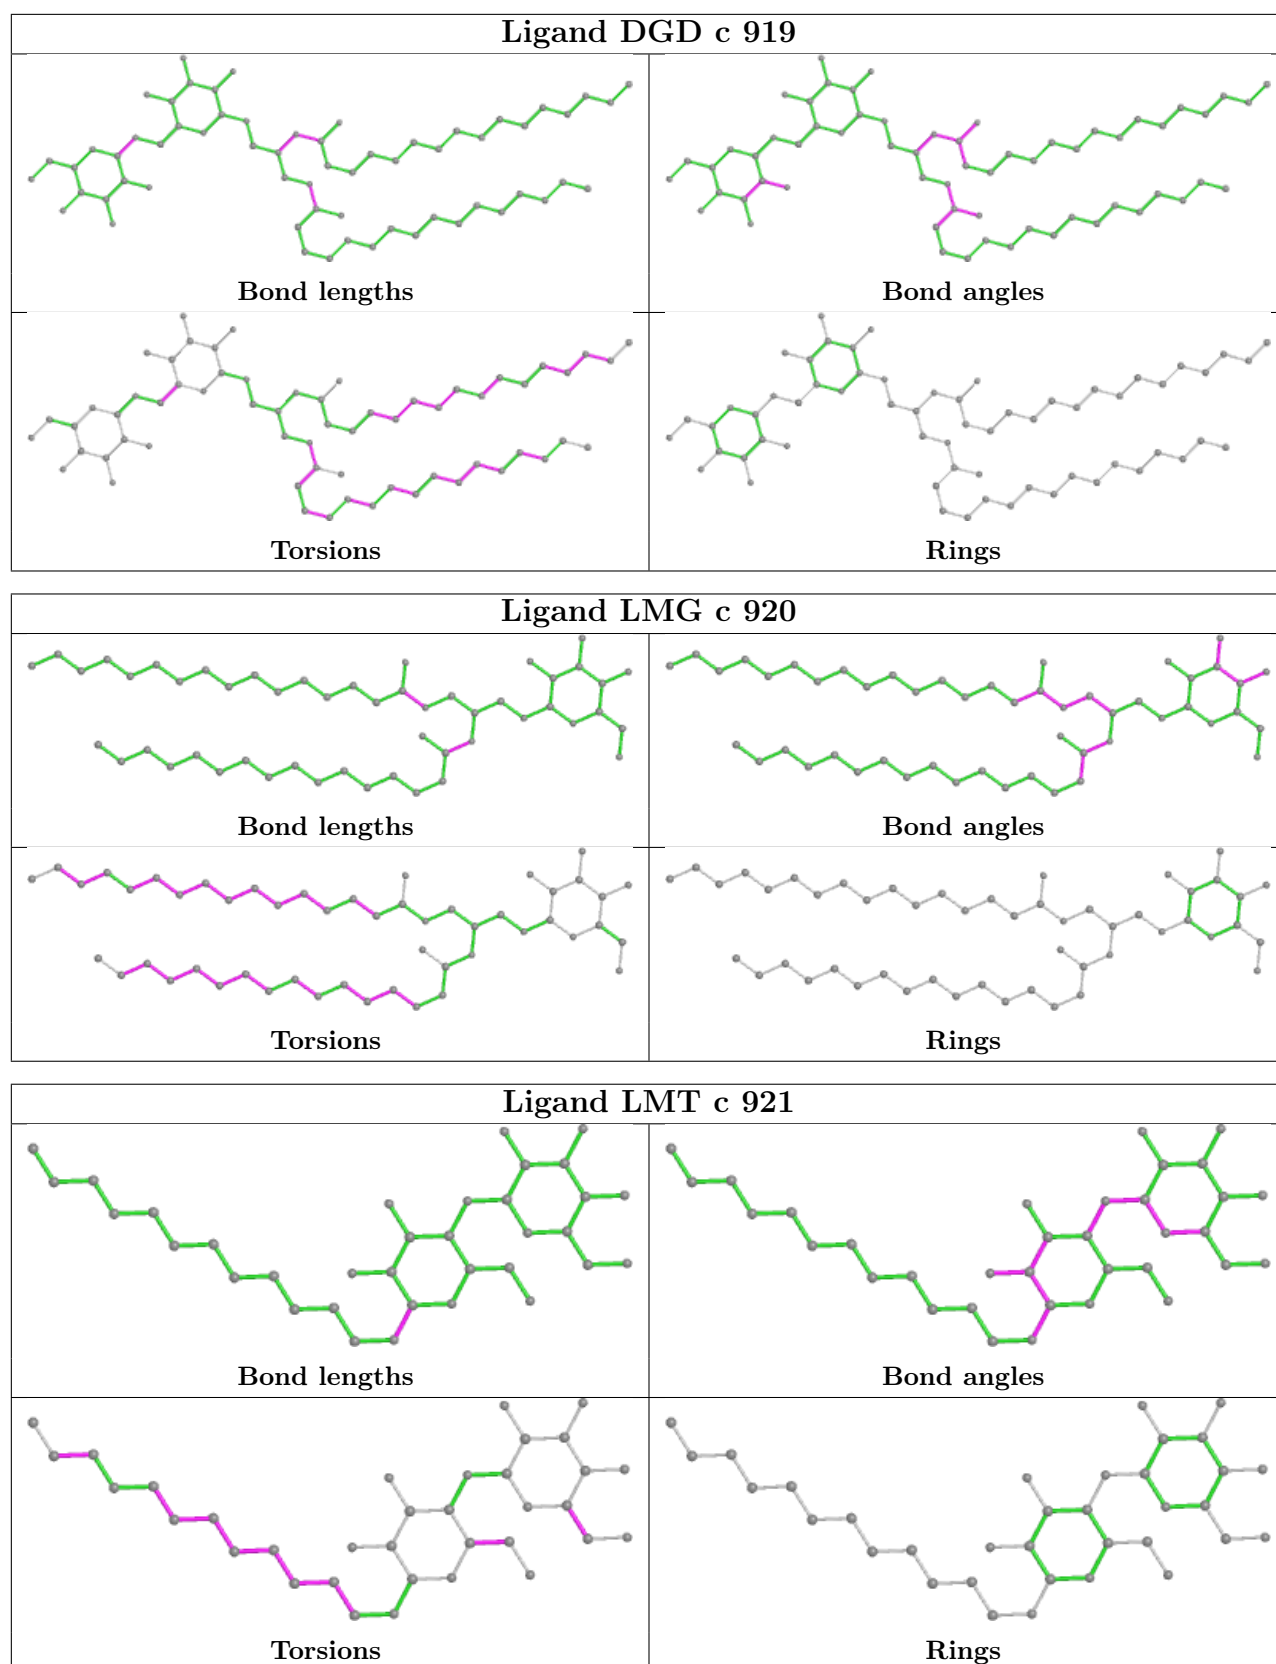 Ligand DGD c 919
Bond lengths
Bond angles
Torsions
Rings
Ligand LMG c 920
Bond lengths
Bond angles
Torsions
Rings
Ligand LMT c 921
Bond lengths
Bond angles
Torsions
Rings